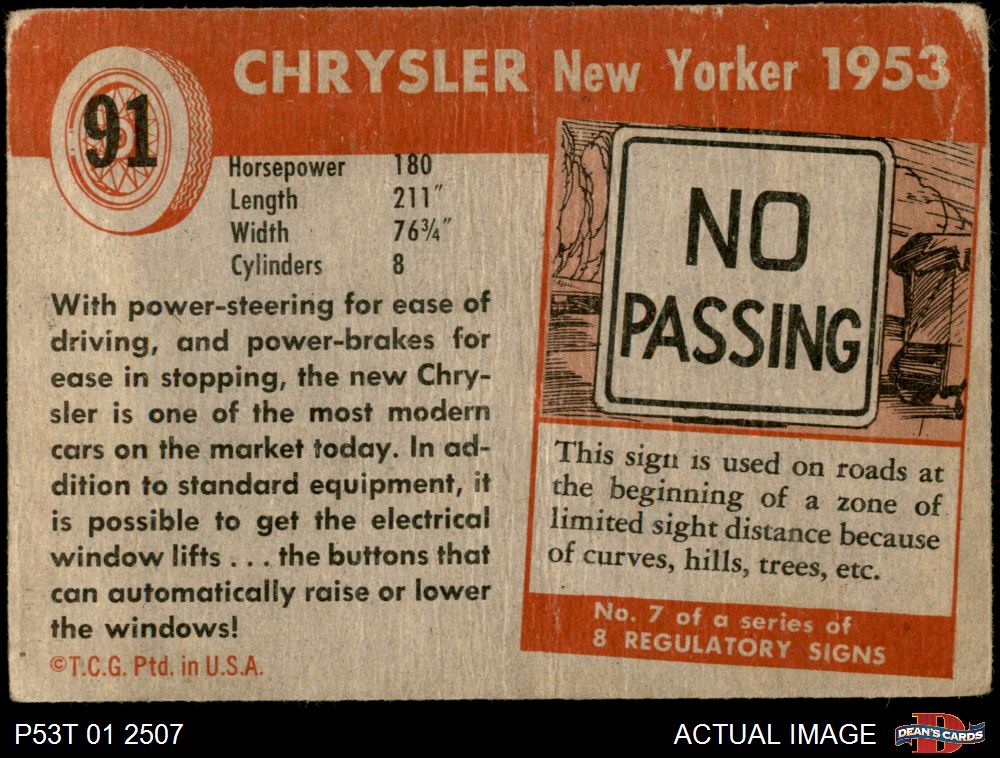 91
CHRYSLER New Yorker 1953
Horsepower 180
Length 211"
Width 76¾"
Cylinders 8
With power-steering for ease of
driving, and power-brakes for
ease in stopping, the new Chry-
sler is one of the most modern
cars on the market today. In ad-
dition to standard equipment, it
is possible to get the electrical
window lifts . . . the buttons that
can automatically raise or lower
the windows!
©T.C.G. Ptd. in U.S.A.
NO
PASSING
This sign is used on roads at
the beginning of a zone of
limited sight distance because
of curves, hills, trees, etc.
No. 7 of a series of
8 REGULATORY SIGNS
P53T 01 2507
ACTUAL IMAGE
D
DEAN'S CARDS